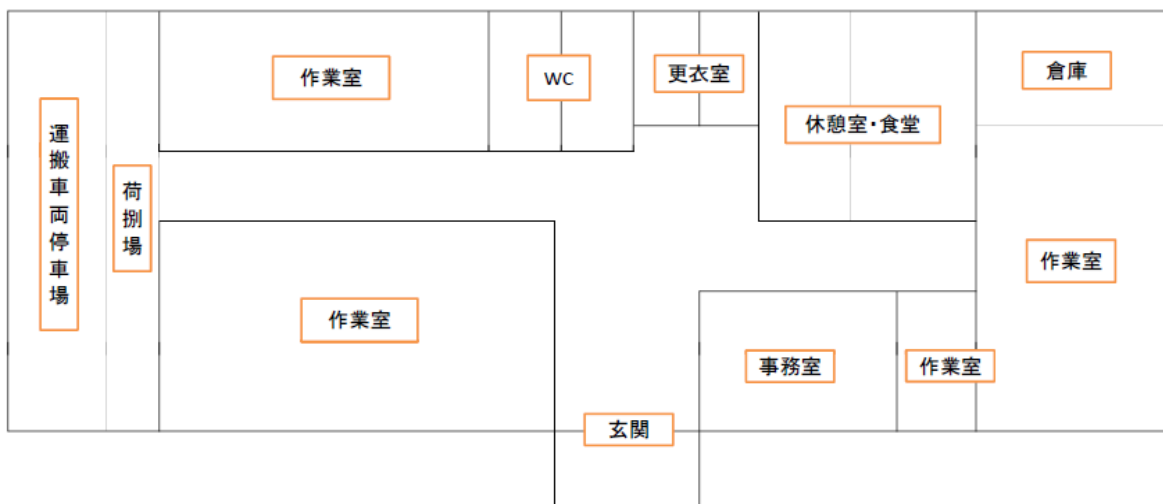 作業室
WC
更衣室
倉庫
休憩室・食堂
運搬車両停車場
荷捌場
作業室
作業室
事務室
作業室
玄関